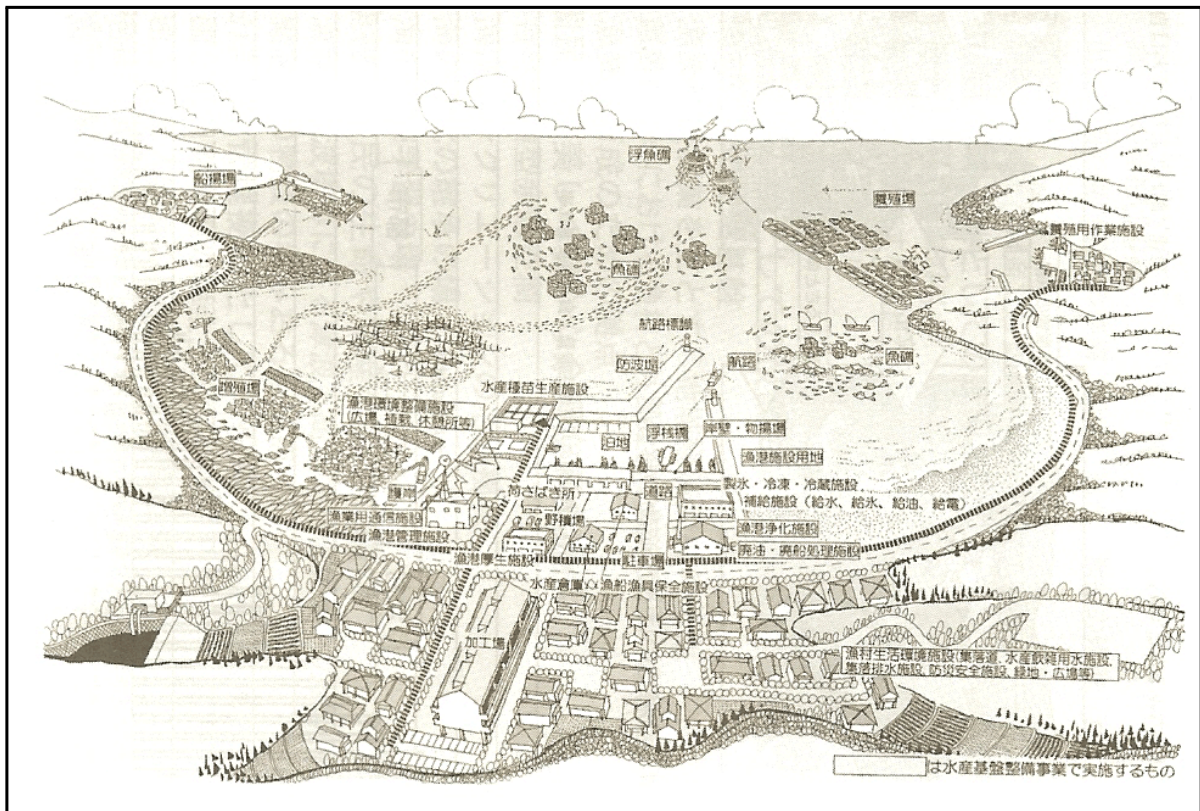 浮魚礁
船揚場
養殖場
蓄養殖用作業施設
魚礁
航路標識
防波堤
航路
魚礁
増殖場
水産種苗生産施設
漁港環境整備施設
(広場、植栽、休憩所等)
泊地
浮桟橋
岸壁・物揚場
漁港施設用地
護岸
荷さばき所
道路
製氷・冷凍・冷蔵施設
補給施設(給水、給氷、給油、給電)
漁業用通信施設
野積場
漁港浄化施設
漁港管理施設
廃油・廃船処理施設
漁港厚生施設
駐車場
水産倉庫
漁船漁具保全施設
加工場
漁村生活環境施設(集落道、水産飲雑用水施設、
集落排水施設、防災安全施設、緑地・広場等)
は水産基盤整備事業で実施するもの